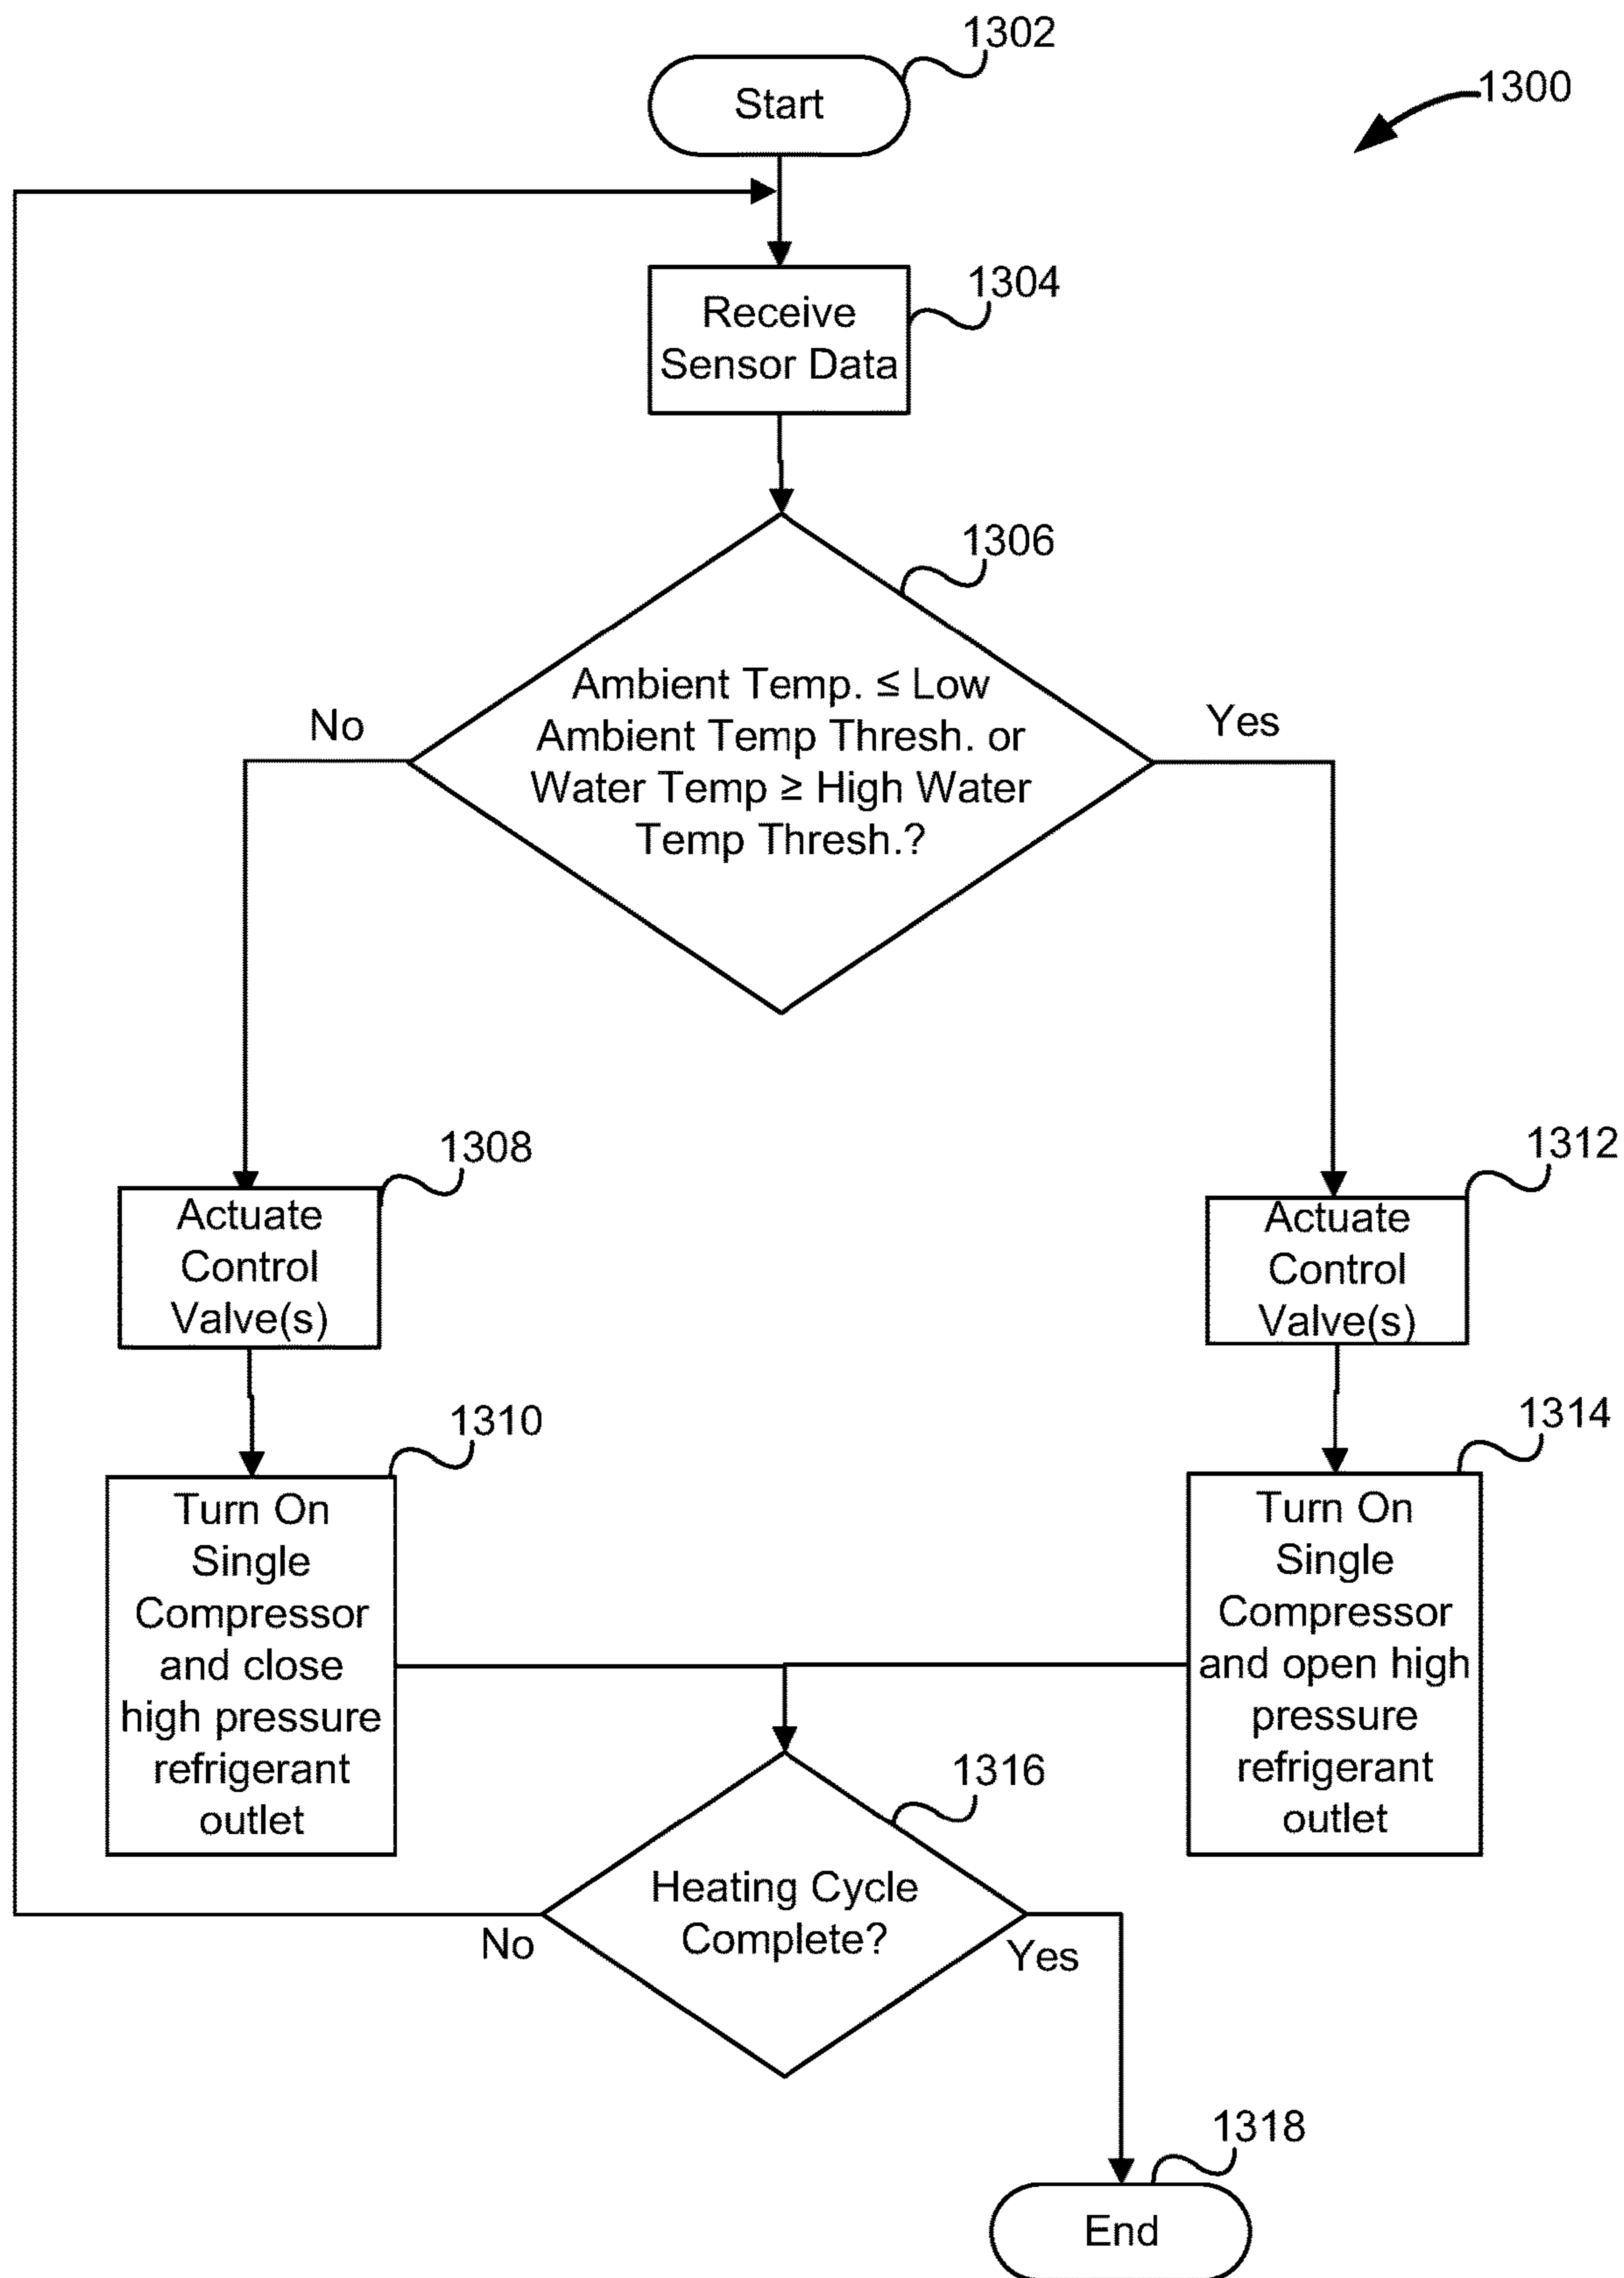 1302
Start
1300
1304
Receive
Sensor Data
1306
Ambient Temp. ≤ Low
Ambient Temp Thresh. or
Water Temp ≥ High Water
Temp Thresh.?
No
Yes
1308
Actuate
Control
Valve(s)
1312
Actuate
Control
Valve(s)
1310
Turn On
Single
Compressor
and close
high pressure
refrigerant
outlet
1314
Turn On
Single
Compressor
and open high
pressure
refrigerant
outlet
1316
Heating Cycle
Complete?
No
Yes
1318
End